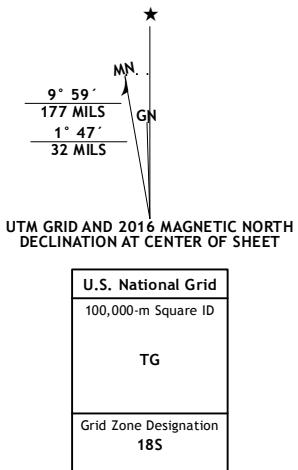 ★
MN
9° 59´
177 MILS
GN
1° 47´
32 MILS
UTM GRID AND 2016 MAGNETIC NORTH
DECLINATION AT CENTER OF SHEET
U.S. National Grid
100,000-m Square ID
TG
Grid Zone Designation
18S